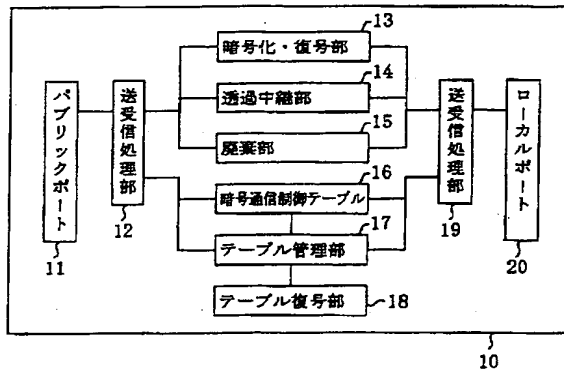 パブリックポート
11
送受信処理部
12
13
暗号化・復号部
14
透過中継部
15
廃棄部
16
暗号通信制御テーブル
17
テーブル管理部
テーブル復号部
18
送受信処理部
19
ローカルポート
20
10